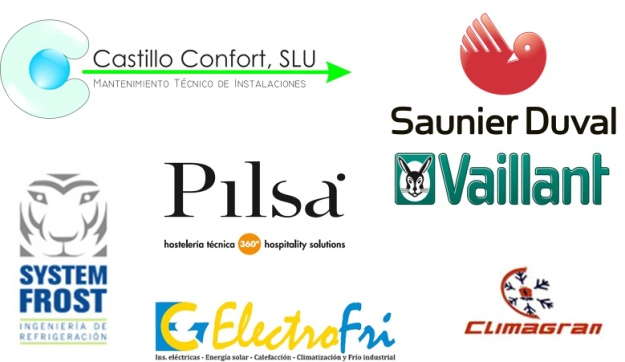 Castillo Confort, SLU
Mantenimiento Técnico de Instalaciones
Saunier Duval
Vaillant
Pilsa
hostelería técnica 360º hospitality solutions
SYSTEM
FROST
INGENIERÍA DE
REFRIGERACIÓN
ElectroFri
Ins. eléctricas - Energía solar - Calefacción - Climatización y Frío industrial
Climagran